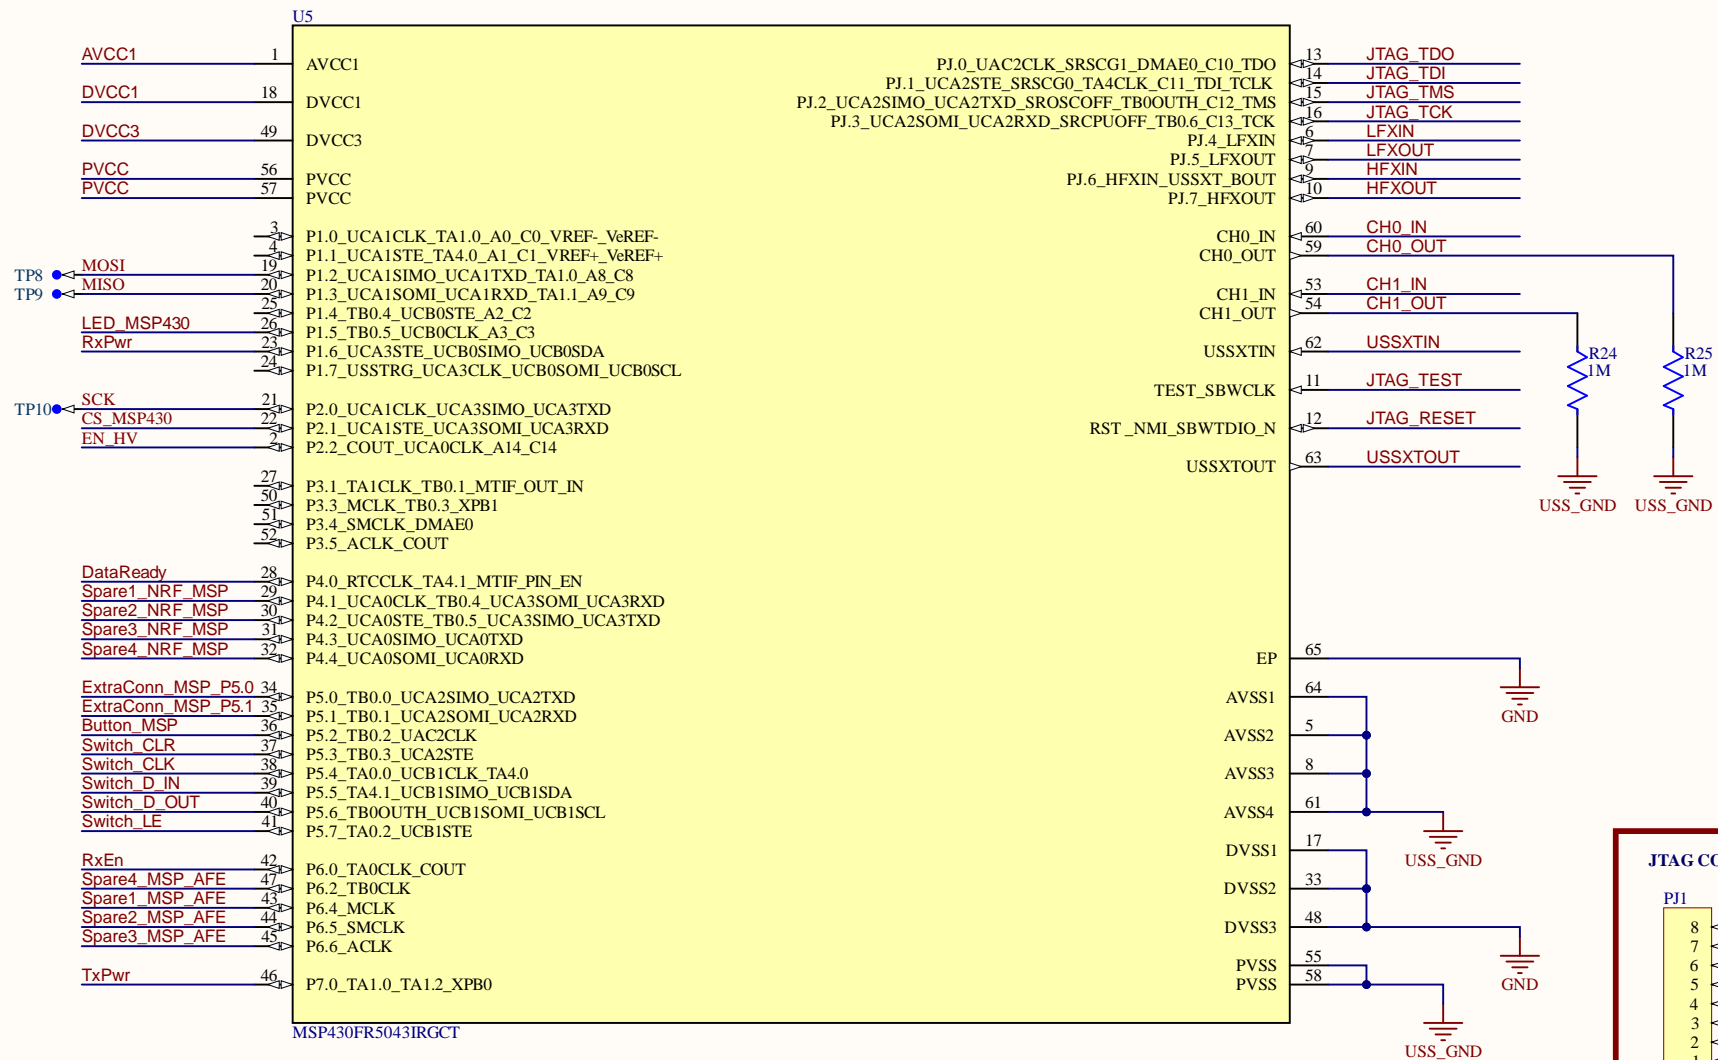 U5
AVCC1 1 AVCC1
DVCC1 18 DVCC1
DVCC3 49 DVCC3
PVCC 56 PVCC
PVCC 57 PVCC
3 P1.0_UCA1CLK_TA1.0_A0_C0_VREF-_VeREF-
4 P1.1_UCA1STE_TA4.0_A1_C1_VREF+_VeREF+
TP8 MOSI 19 P1.2_UCA1SIMO_UCA1TXD_TA1.0_A8_C8
TP9 MISO 20 P1.3_UCA1SOMI_UCA1RXD_TA1.1_A9_C9
25 P1.4_TB0.4_UCB0STE_A2_C2
LED_MSP430 26 P1.5_TB0.5_UCB0CLK_A3_C3
RxPwr 23 P1.6_UCA3STE_UCB0SIMO_UCB0SDA
24 P1.7_USSTRG_UCA3CLK_UCB0SOMI_UCB0SCL
TP10 SCK 21 P2.0_UCA1CLK_UCA3SIMO_UCA3TXD
CS_MSP430 22 P2.1_UCA1STE_UCA3SOMI_UCA3RXD
EN_HV 2 P2.2_COUT_UCA0CLK_A14_C14
27 P3.1_TA1CLK_TB0.1_MTIF_OUT_IN
50 P3.3_MCLK_TB0.3_XPB1
51 P3.4_SMCLK_DMAE0
52 P3.5_ACLK_COUT
DataReady 28 P4.0_RTCCLK_TA4.1_MTIF_PIN_EN
Spare1_NRF_MSP 29 P4.1_UCA0CLK_TB0.4_UCA3SOMI_UCA3RXD
Spare2_NRF_MSP 30 P4.2_UCA0STE_TB0.5_UCA3SIMO_UCA3TXD
Spare3_NRF_MSP 31 P4.3_UCA0SIMO_UCA0TXD
Spare4_NRF_MSP 32 P4.4_UCA0SOMI_UCA0RXD
ExtraConn_MSP_P5.0 34 P5.0_TB0.0_UCA2SIMO_UCA2TXD
ExtraConn_MSP_P5.1 35 P5.1_TB0.1_UCA2SOMI_UCA2RXD
Button_MSP 36 P5.2_TB0.2_UAC2CLK
Switch_CLR 37 P5.3_TB0.3_UCA2STE
Switch_CLK 38 P5.4_TA0.0_UCB1CLK_TA4.0
Switch_D_IN 39 P5.5_TA4.1_UCB1SIMO_UCB1SDA
Switch_D_OUT 40 P5.6_TB0OUTH_UCB1SOMI_UCB1SCL
Switch_LE 41 P5.7_TA0.2_UCB1STE
RxEn 42 P6.0_TA0CLK_COUT
Spare4_MSP_AFE 47 P6.2_TB0CLK
Spare1_MSP_AFE 43 P6.4_MCLK
Spare2_MSP_AFE 44 P6.5_SMCLK
Spare3_MSP_AFE 45 P6.6_ACLK
TxPwr 46 P7.0_TA1.0_TA1.2_XPB0
MSP430FR5043IRGCT
PJ.0_UAC2CLK_SRSCG1_DMAE0_C10_TDO 13 JTAG_TDO
PJ.1_UCA2STE_SRSCG0_TA4CLK_C11_TDI_TCLK 14 JTAG_TDI
PJ.2_UCA2SIMO_UCA2TXD_SROSCOFF_TB0OUTH_C12_TMS 15 JTAG_TMS
PJ.3_UCA2SOMI_UCA2RXD_SRCPUOFF_TB0.6_C13_TCK 16 JTAG_TCK
PJ.4_LFXIN 6 LFXIN
PJ.5_LFXOUT 7 LFXOUT
PJ.6_HFXIN_USSXT_BOUT 9 HFXIN
PJ.7_HFXOUT 10 HFXOUT
CH0_IN 60 CH0_IN
CH0_OUT 59 CH0_OUT
CH1_IN 53 CH1_IN
CH1_OUT 54 CH1_OUT
USSXTIN 62 USSXTIN
TEST_SBWCLK 11 JTAG_TEST
RST _NMI_SBWTDIO_N 12 JTAG_RESET
USSXTOUT 63 USSXTOUT
R24
1M
USS_GND
R25
1M
USS_GND
EP 65
GND
AVSS1 64
AVSS2 5
AVSS3 8
AVSS4 61
USS_GND
DVSS1 17
DVSS2 33
DVSS3 48
GND
PVSS 55
PVSS 58
USS_GND
JTAG CO
PJ1
8
7
6
5
4
3
2
1